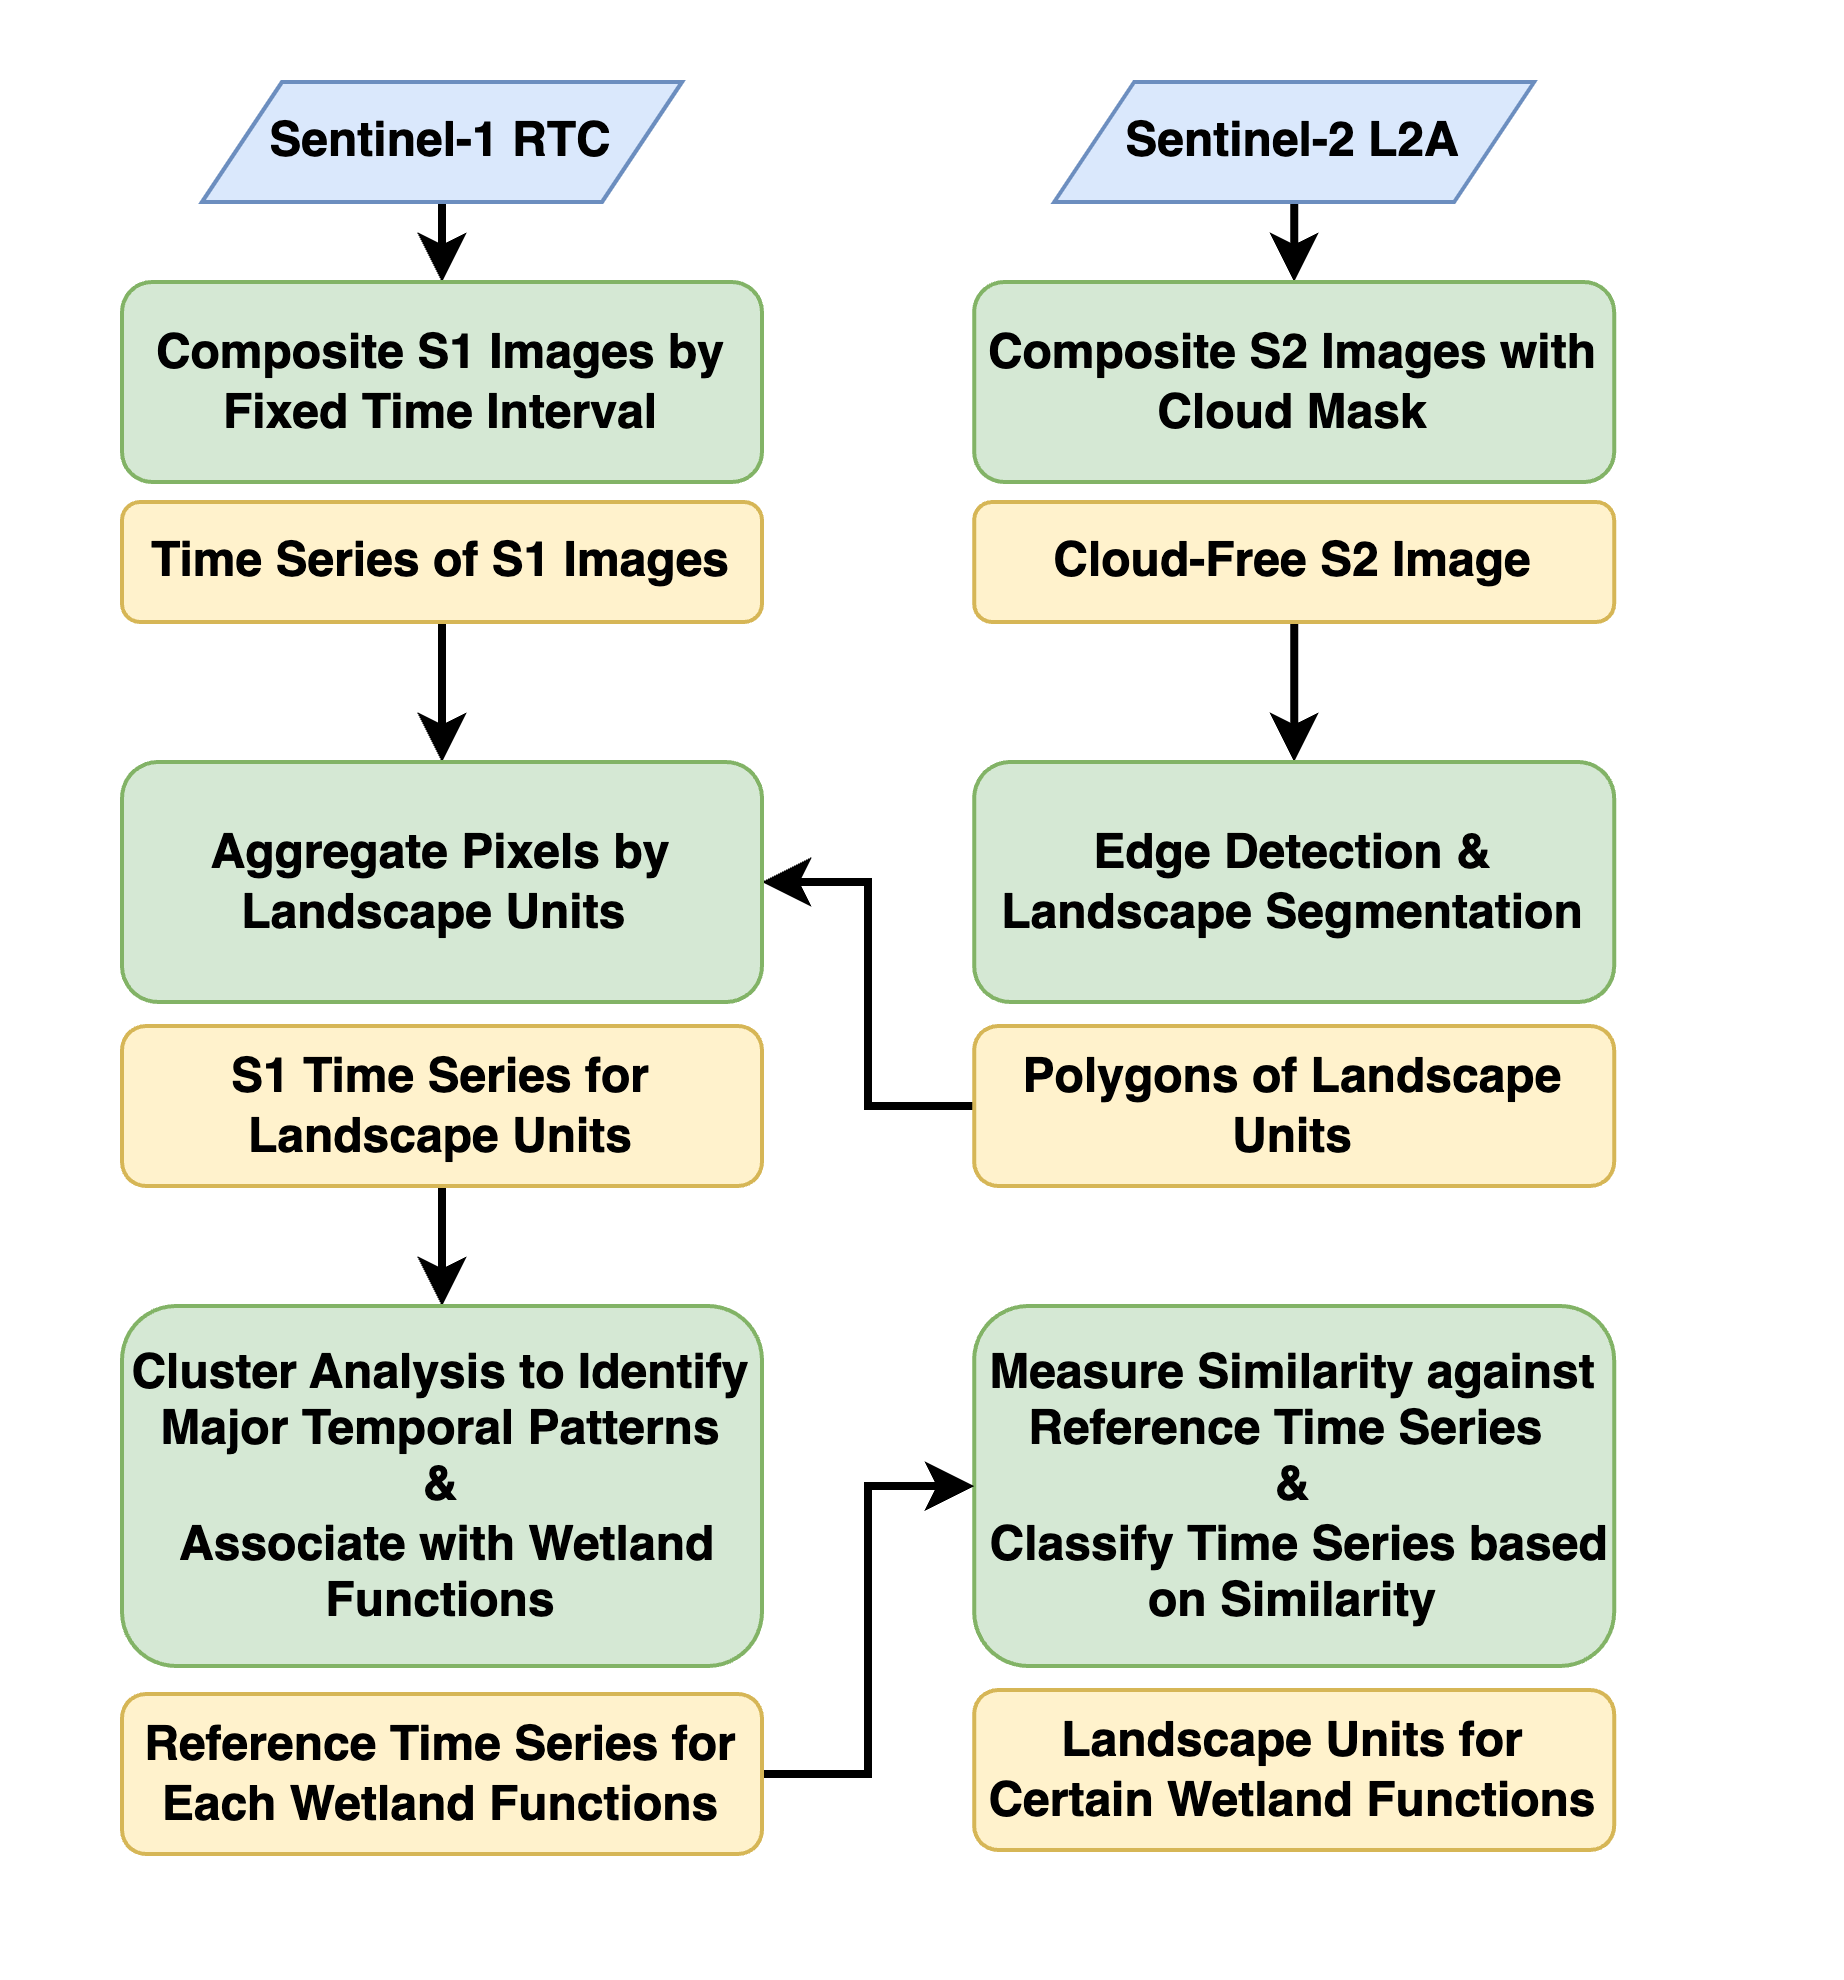 Sentinel-1 RTC
Sentinel-2 L2A
Composite S1 Images by
Fixed Time Interval
Composite S2 Images with
Cloud Mask
Time Series of S1 Images
Cloud-Free S2 Image
Aggregate Pixels by
Landscape Units
Edge Detection &
Landscape Segmentation
S1 Time Series for
Landscape Units
Polygons of Landscape
Units
Cluster Analysis to Identify
Major Temporal Patterns
&
Associate with Wetland
Functions
Measure Similarity against
Reference Time Series
&
Classify Time Series based
on Similarity
Reference Time Series for
Each Wetland Functions
Landscape Units for
Certain Wetland Functions